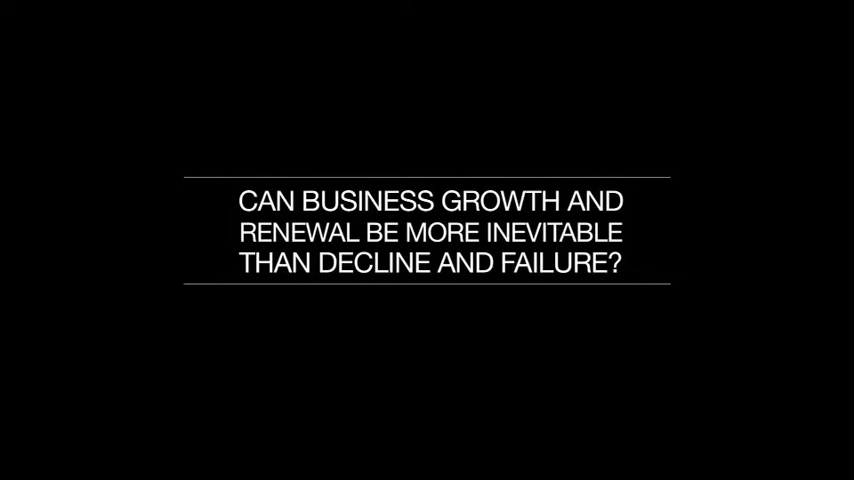 CAN BUSINESS GROWTH AND
RENEWAL BE MORE INEVITABLE
THAN DECLINE AND FAILURE?